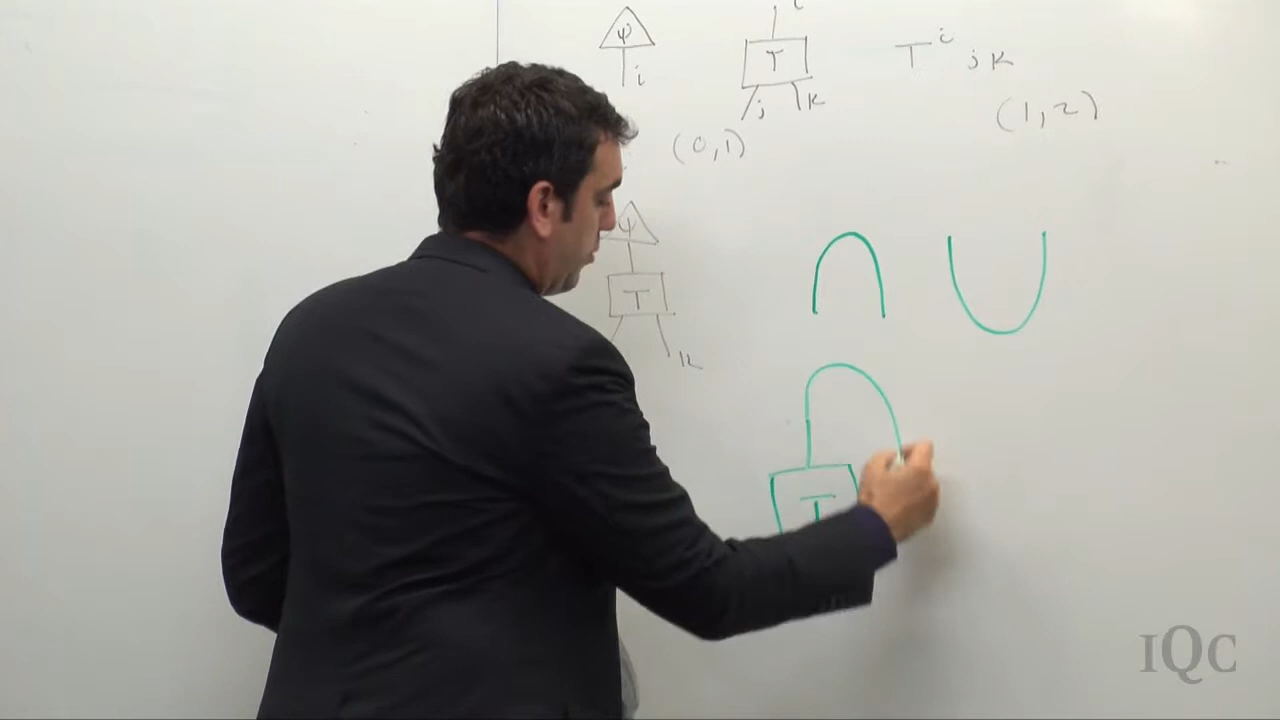 ψ i
i T j k
T^i_jk
(0,1)
(1,2)
ψ
T
k
T
IQC